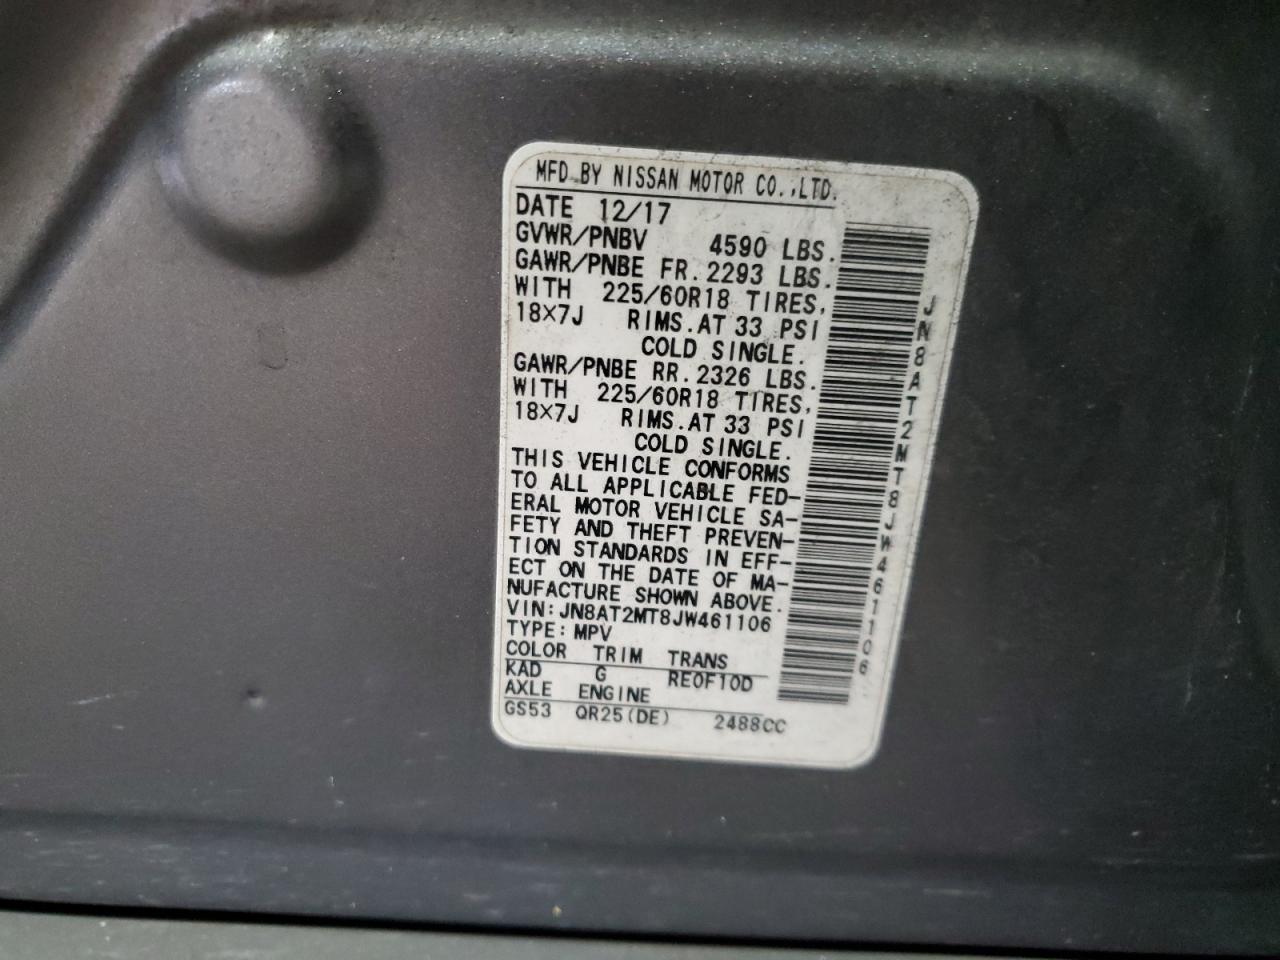 MFD.BY NISSAN MOTOR CO.,LTD.
DATE 12/17
GVWR/PNBV 4590 LBS.
GAWR/PNBE FR. 2293 LBS.
WITH 225/60R18 TIRES,
18×7J RIMS. AT 33 PSI
COLD SINGLE.
GAWR/PNBE RR. 2326 LBS.
WITH 225/60R18 TIRES,
18×7J RIMS. AT 33 PSI
COLD SINGLE.
THIS VEHICLE CONFORMS
TO ALL APPLICABLE FED-
ERAL MOTOR VEHICLE SA-
FETY AND THEFT PREVEN-
TION STANDARDS IN EFF-
ECT ON THE DATE OF MA-
NUFACTURE SHOWN ABOVE.
VIN: JN8AT2MT8JW461106
TYPE: MPV
COLOR TRIM TRANS
KAD G RE0F10D
AXLE ENGINE
GS53 QR25(DE) 2488CC
JN8AT2MT8JW461106